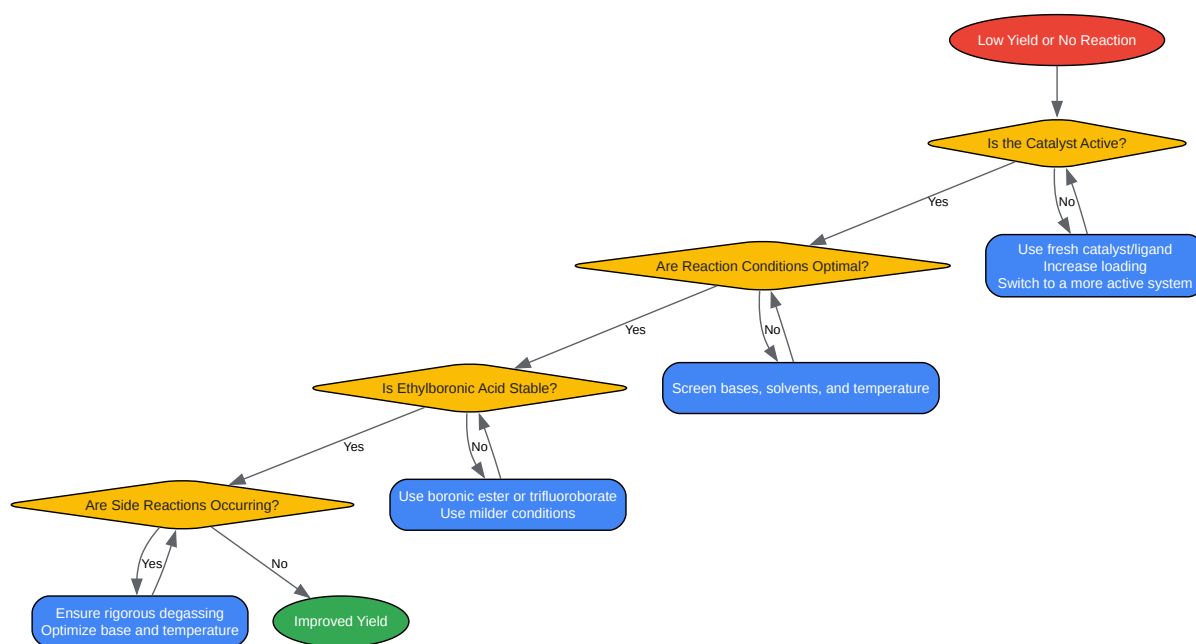 Low Yield or No Reaction
Is the Catalyst Active?
Yes
No
Use fresh catalyst/ligand
Increase loading
Switch to a more active system
Are Reaction Conditions Optimal?
Yes
No
Screen bases, solvents, and temperature
Is Ethylboronic Acid Stable?
Yes
No
Use boronic ester or trifluoroborate
Use milder conditions
Are Side Reactions Occurring?
Yes
No
Ensure rigorous degassing
Optimize base and temperature
Improved Yield